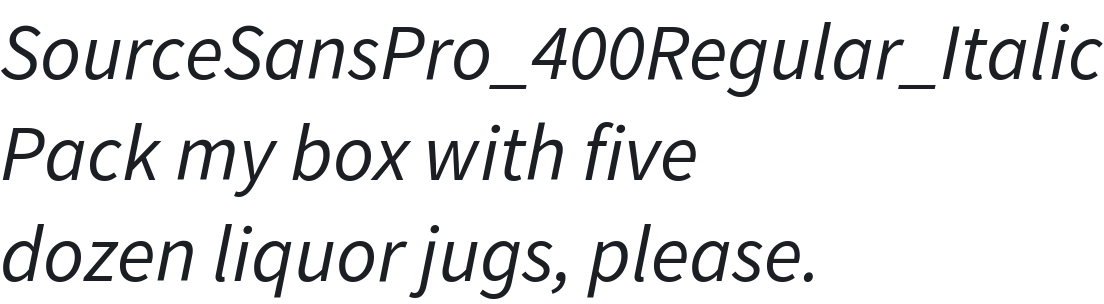 SourceSansPro_400Regular_Italic
Pack my box with five
dozen liquor jugs, please.